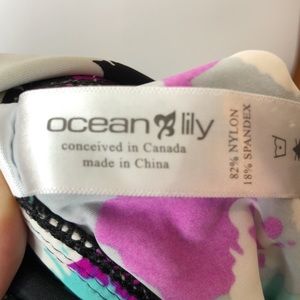 ocean lily
conceived in Canada
made in China
82% NYLON
18% SPANDEX